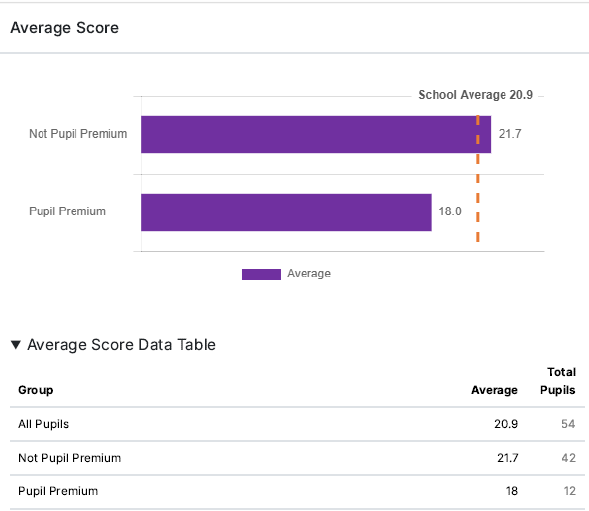 Average Score
School Average 20.9
Not Pupil Premium 21.7
Pupil Premium 18.0
Average
▼ Average Score Data Table
Group Average Total Pupils
All Pupils 20.9 54
Not Pupil Premium 21.7 42
Pupil Premium 18 12